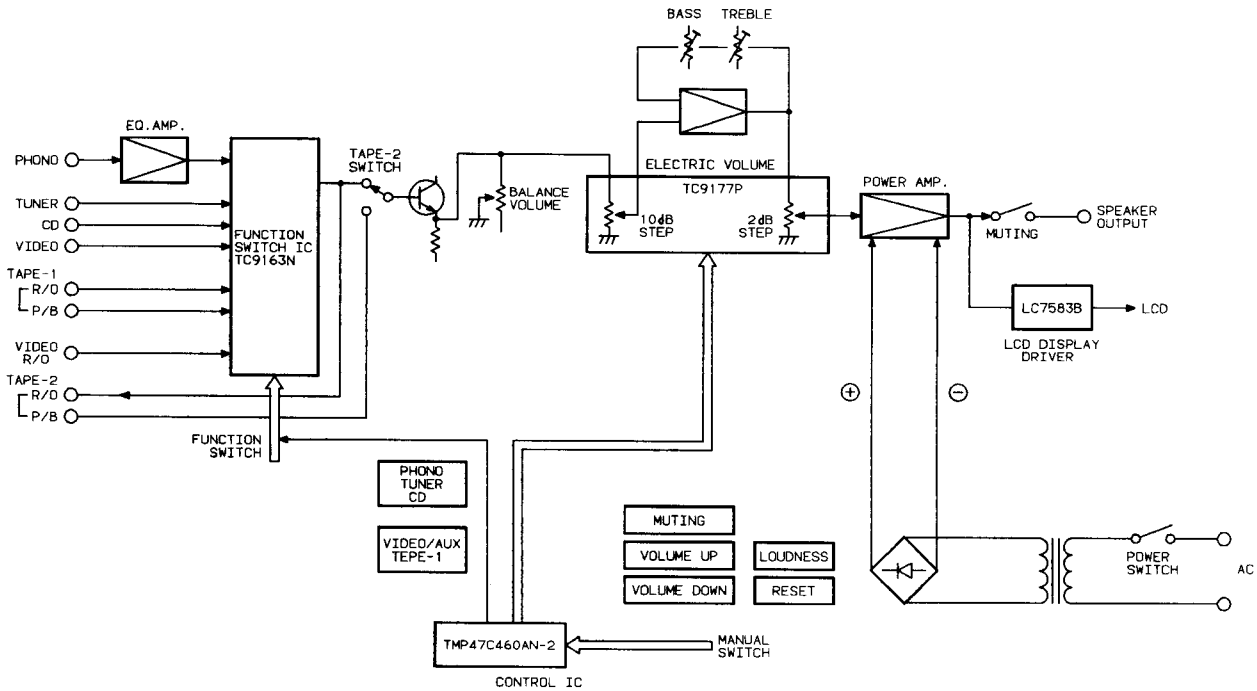 BASS
TREBLE
EQ.AMP.
PHONO
TAPE-2
SWITCH
ELECTRIC VOLUME
TC9177P
POWER AMP.
TUNER
CD
VIDEO
FUNCTION
SWITCH IC
TC9163N
BALANCE
VOLUME
10dB
STEP
2dB
STEP
MUTING
SPEAKER
OUTPUT
TAPE-1
R/O
P/B
LC7583B
LCD
LCD DISPLAY
DRIVER
VIDEO
R/O
TAPE-2
R/O
P/B
+
−
FUNCTION
SWITCH
PHONO
TUNER
CD
VIDEO/AUX
TEPE-1
MUTING
VOLUME UP
LOUDNESS
VOLUME DOWN
RESET
POWER
SWITCH
AC
TMP47C460AN-2
MANUAL
SWITCH
CONTROL IC